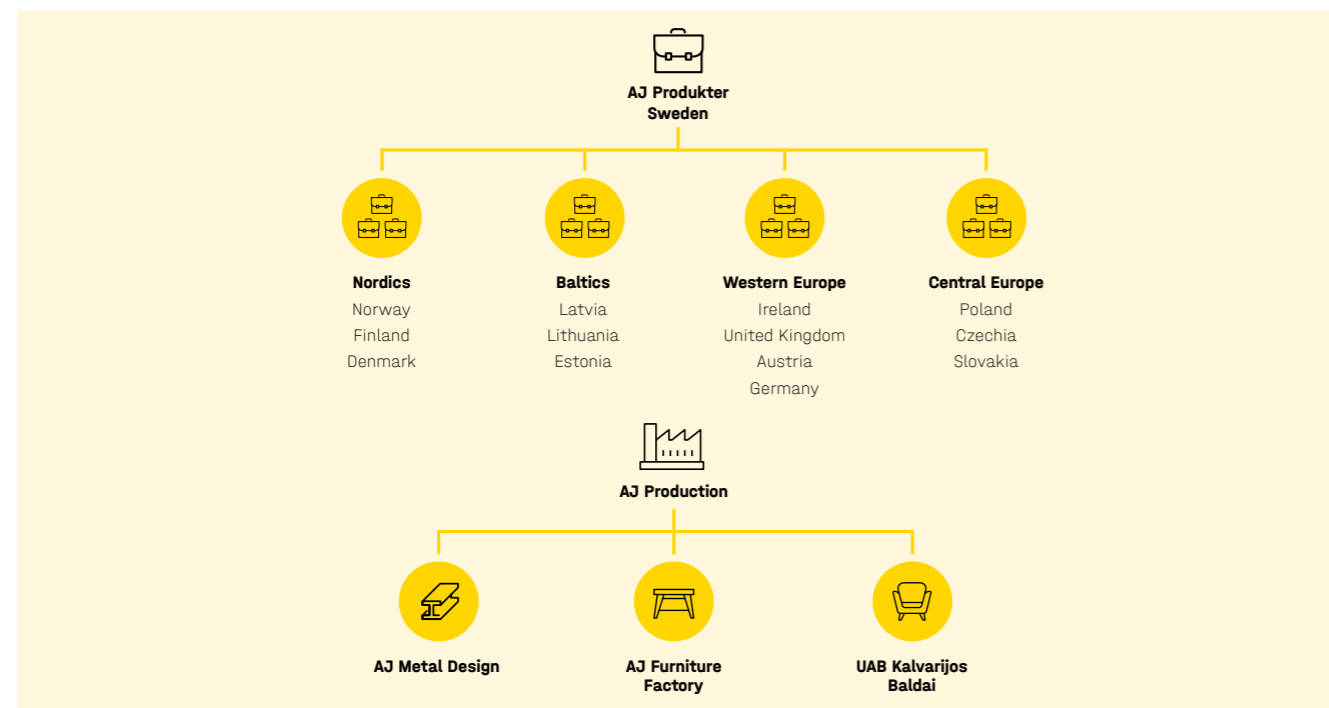 AJ Produkter
Sweden
Nordics
Norway
Finland
Denmark
Baltics
Latvia
Lithuania
Estonia
Western Europe
Ireland
United Kingdom
Austria
Germany
Central Europe
Poland
Czechia
Slovakia
AJ Production
AJ Metal Design
AJ Furniture
Factory
UAB Kalvarijos
Baldai